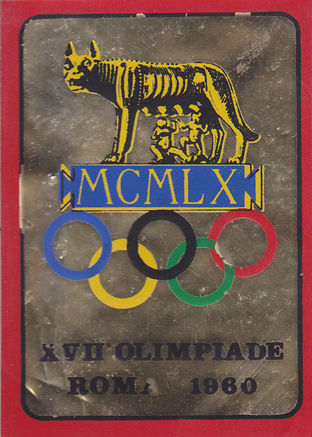 MCMLX
XVII OLIMPIADE
ROMA 1960